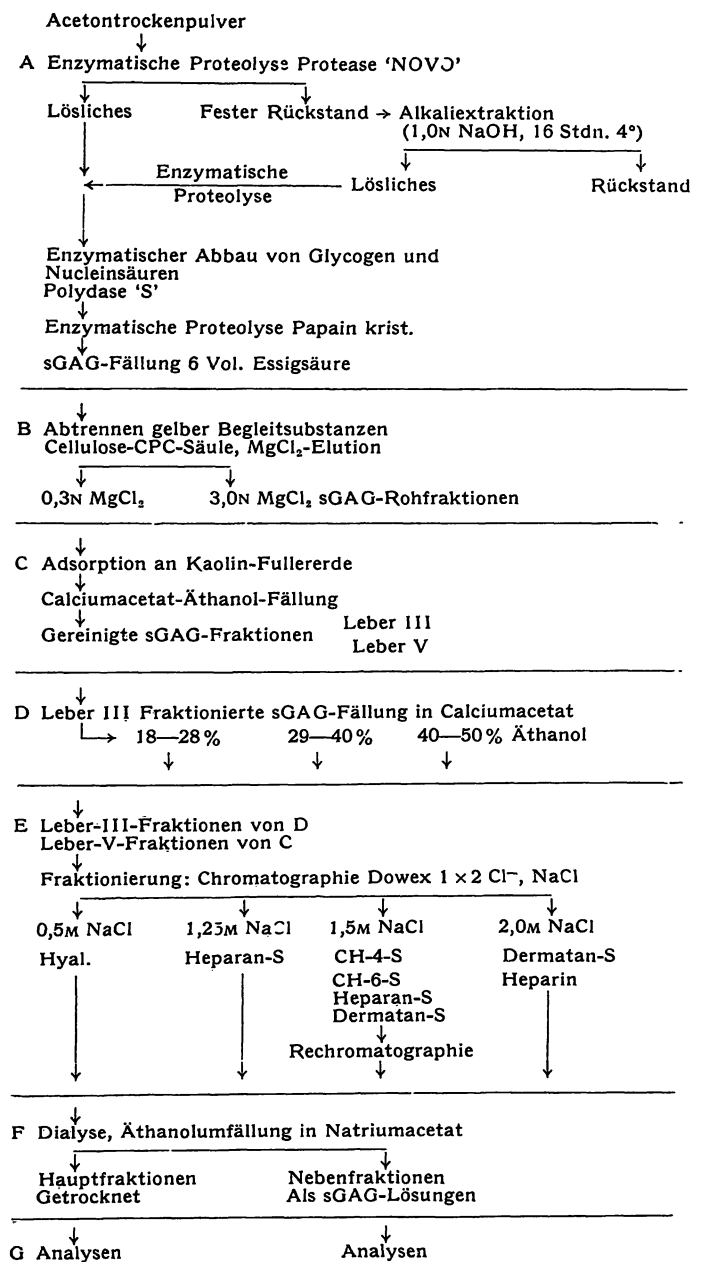 Acetontrockenpulver
A Enzymatische Proteolyse Protease ‘NOVO’
Lösliches Fester Rückstand → Alkaliextraktion
(1,0N NaOH, 16 Stdn. 4°)
Enzymatische
Proteolyse
Lösliches Rückstand
Enzymatischer Abbau von Glycogen und
Nucleinsäuren
Polydase ‘S’
Enzymatische Proteolyse Papain krist.
sGAG-Fällung 6 Vol. Essigsäure
B Abtrennen gelber Begleitsubstanzen
Cellulose-CPC-Säule, MgCl₂-Elution
0,3N MgCl₂ 3,0N MgCl₂ sGAG-Rohfraktionen
C Adsorption an Kaolin-Fullererde
Calciumacetat-Äthanol-Fällung
Gereinigte sGAG-Fraktionen Leber III
Leber V
D Leber III Fraktionierte sGAG-Fällung in Calciumacetat
18—28% 29—40% 40—50% Äthanol
E Leber-III-Fraktionen von D
Leber-V-Fraktionen von C
Fraktionierung: Chromatographie Dowex 1 × 2 Cl⁻, NaCl
0,5M NaCl 1,25M NaCl 1,5M NaCl 2,0M NaCl
Hyal. Heparan-S CH-4-S Dermatan-S
CH-6-S Heparin
Heparan-S
Dermatan-S
Rechromatographie
F Dialyse, Äthanolumfällung in Natriumacetat
Hauptfraktionen Nebenfraktionen
Getrocknet Als sGAG-Lösungen
G Analysen Analysen